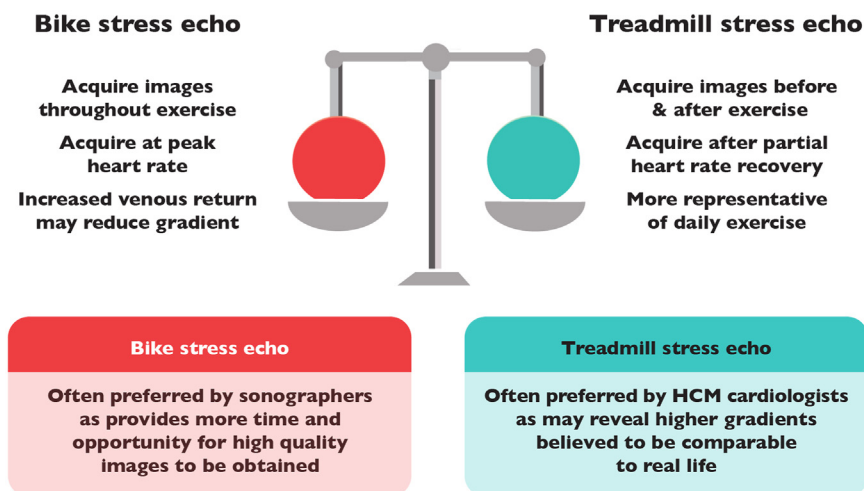 Bike stress echo
Acquire images
throughout exercise
Acquire at peak
heart rate
Increased venous return
may reduce gradient
Treadmill stress echo
Acquire images before
& after exercise
Acquire after partial
heart rate recovery
More representative
of daily exercise
Bike stress echo
Often preferred by sonographers
as provides more time and
opportunity for high quality
images to be obtained
Treadmill stress echo
Often preferred by HCM cardiologists
as may reveal higher gradients
believed to be comparable
to real life